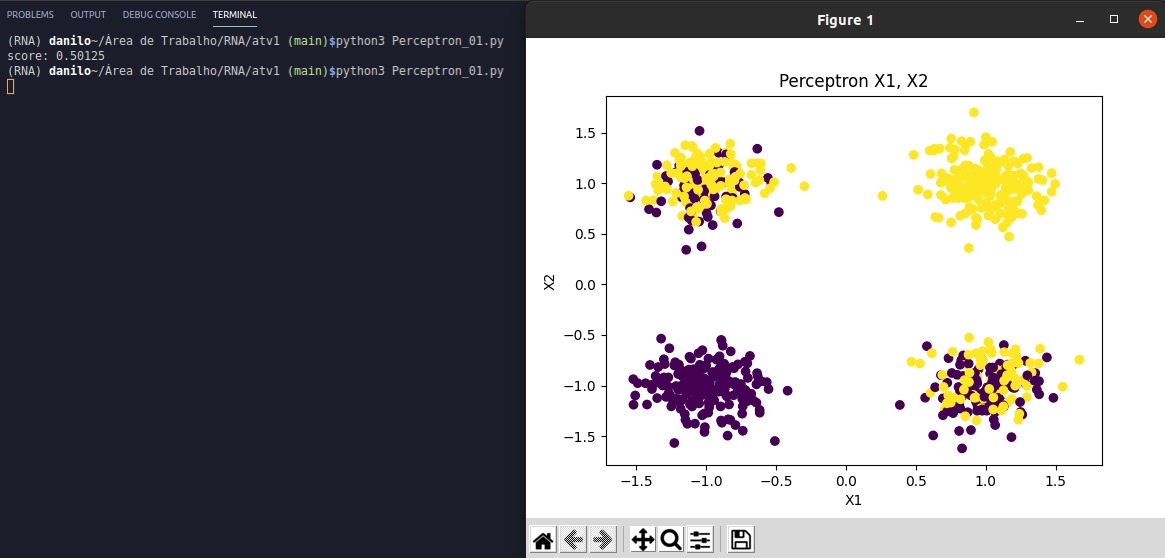 PROBLEMS OUTPUT DEBUG CONSOLE TERMINAL
(RNA) danilo~/Área de Trabalho/RNA/atv1 (main)$python3 Perceptron_01.py
score: 0.50125
(RNA) danilo~/Área de Trabalho/RNA/atv1 (main)$python3 Perceptron_01.py
Figure 1
Perceptron X1, X2
1.5
1.0
0.5
0.0
−0.5
−1.0
−1.5
X2
−1.5 −1.0 −0.5 0.0 0.5 1.0 1.5
X1